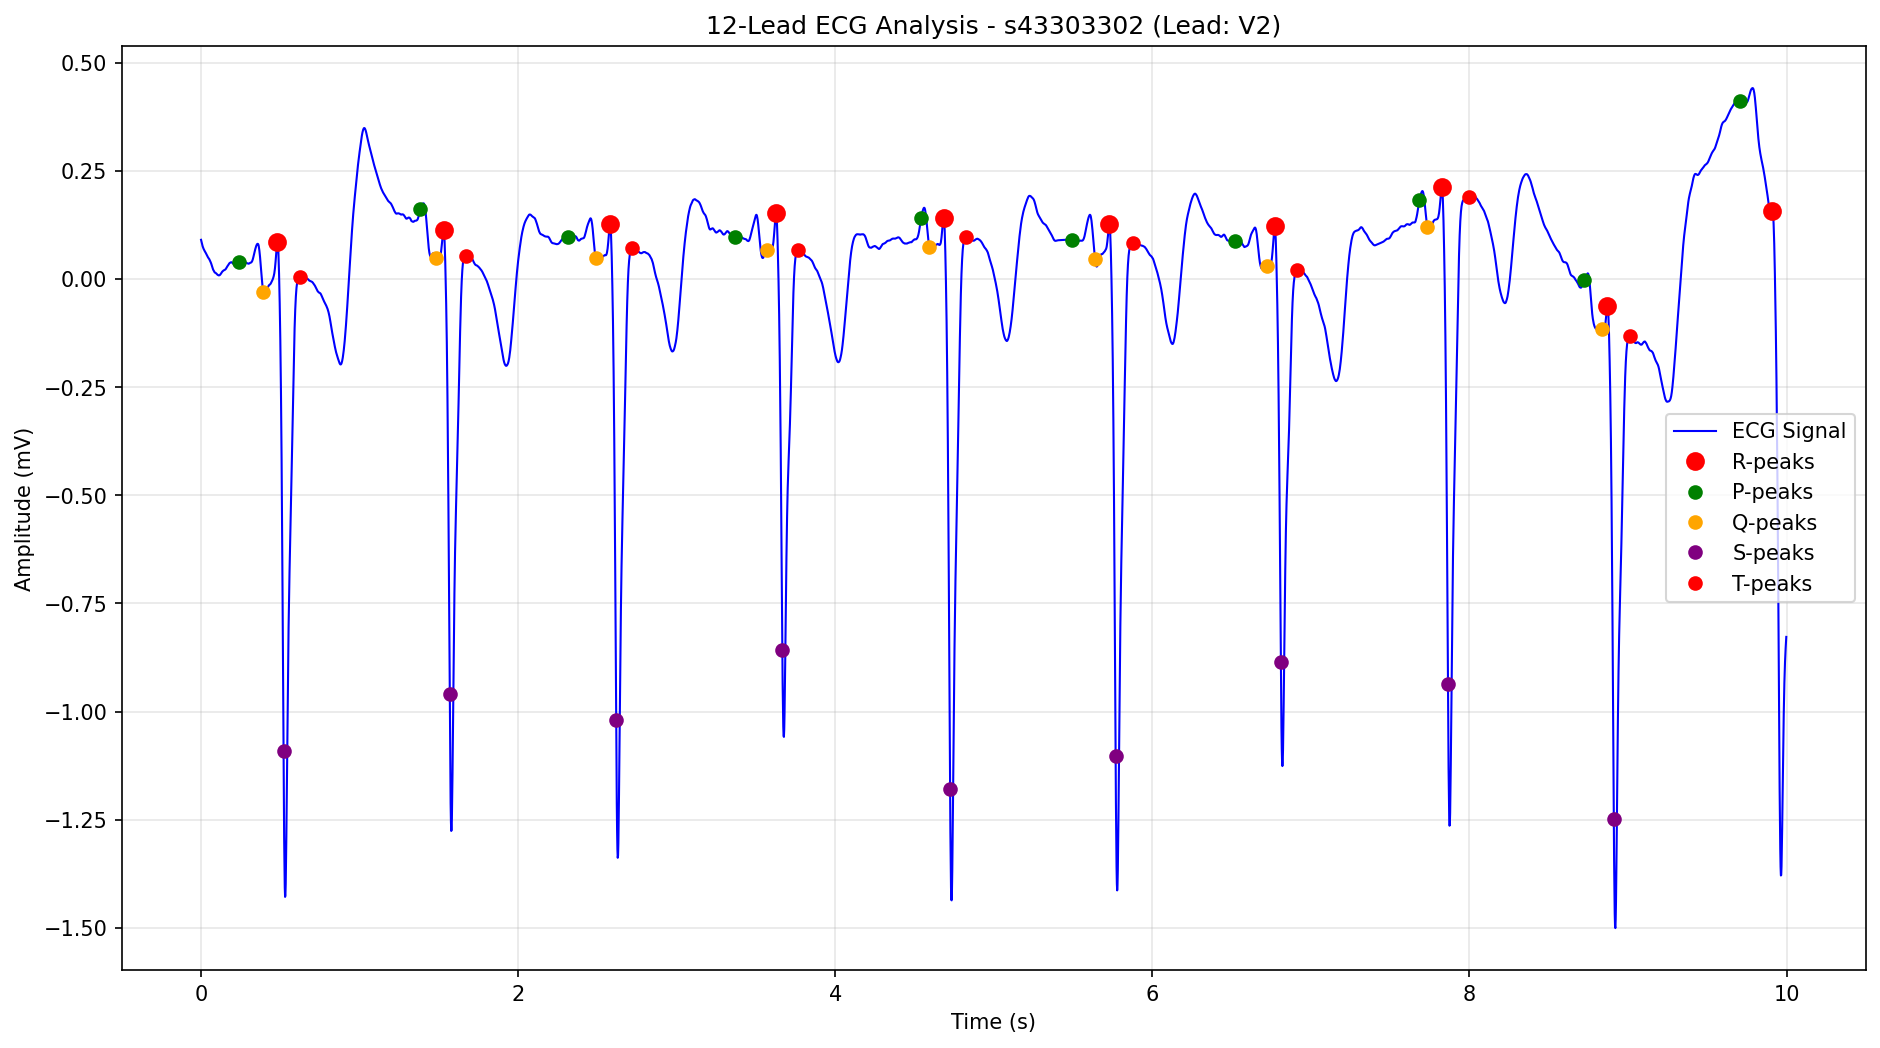 12-Lead ECG Analysis - s43303302 (Lead: V2)
0.50
0.25
0.00
−0.25
−0.50
−0.75
−1.00
−1.25
−1.50
Amplitude (mV)
ECG Signal
R-peaks
P-peaks
Q-peaks
S-peaks
T-peaks
0 2 4 6 8 10
Time (s)